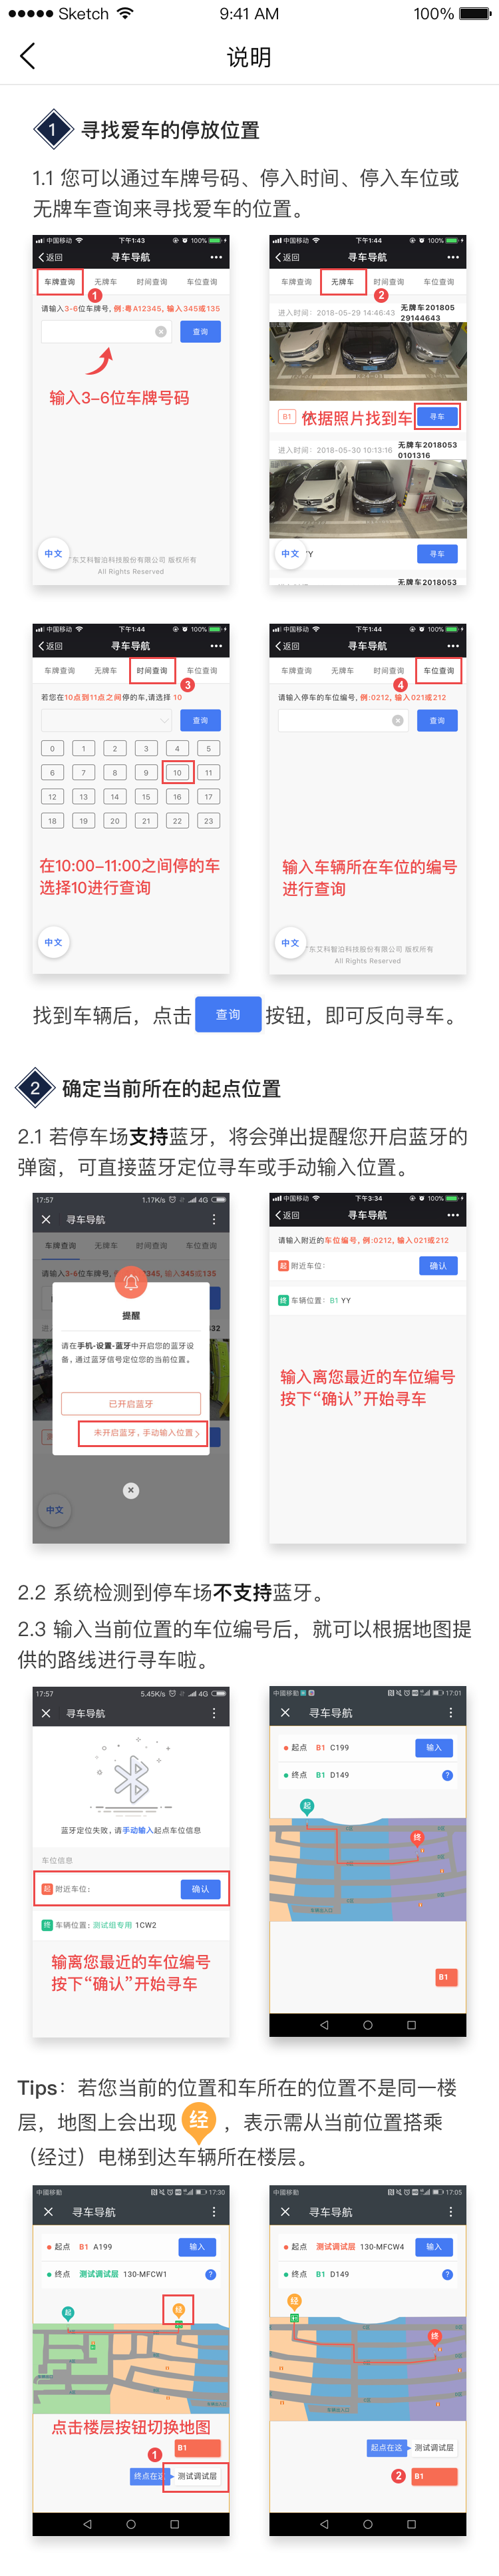 Sketch 9:41 AM 100%
说明
1 寻找爱车的停放位置
1.1 您可以通过车牌号码、停入时间、停入车位或
无牌车查询来寻找爱车的位置。
中国移动 下午1:43 100%
返回 寻车导航
车牌查询 无牌车 时间查询 车位查询
1
请输入3-6位车牌号, 例:粤A12345, 输入345或135
查询
输入3-6位车牌号码
中文
东艾科智泊科技股份有限公司 版权所有
All Rights Reserved
中国移动 下午1:44 100%
返回 寻车导航
车牌查询 无牌车 时间查询 车位查询
2
进入时间: 2018-05-29 14:46:43 无牌车201805
29144643
B1 依据照片找到车 寻车
进入时间: 2018-05-30 10:13:16 无牌车2018053
0101316
中文 YY 寻车
无牌车2018053
中国移动 下午1:44 100%
返回 寻车导航
车牌查询 无牌车 时间查询 车位查询
3
若您在10点到11点之间停的车,请选择 10
查询
0 1 2 3 4 5
6 7 8 9 10 11
12 13 14 15 16 17
18 19 20 21 22 23
在10:00-11:00之间停的车
选择10进行查询
中文
中国移动 下午1:44 100%
返回 寻车导航
车牌查询 无牌车 时间查询 车位查询
4
请输入停车的车位编号, 例:0212, 输入021或212
查询
输入车辆所在车位的编号
进行查询
中文
东艾科智泊科技股份有限公司 版权所有
All Rights Reserved
找到车辆后，点击 查询 按钮，即可反向寻车。
2 确定当前所在的起点位置
2.1 若停车场支持蓝牙，将会弹出提醒您开启蓝牙的
弹窗，可直接蓝牙定位寻车或手动输入位置。
17:57 1.17K/s 4G
寻车导航
车牌查询 无牌车 时间查询 车位查询
请输入3-6位车牌号, 例:粤A12345, 输入345或135
提醒
请在手机-设置-蓝牙中开启您的蓝牙设
备，通过蓝牙信号定位您的当前位置。
已开启蓝牙
未开启蓝牙，手动输入位置
中文
中国移动 下午3:34 100%
返回 寻车导航
请输入附近的车位编号, 例:0212, 输入021或212
起 附近车位: 确认
终 车辆位置: B1 YY
输入离您最近的车位编号
按下“确认”开始寻车
2.2 系统检测到停车场不支持蓝牙。
2.3 输入当前位置的车位编号后，就可以根据地图提
供的路线进行寻车啦。
17:57 5.45K/s 4G
寻车导航
蓝牙定位失败, 请手动输入起点车位信息
车位信息
起 附近车位: 确认
终 车辆位置: 测试组专用 1CW2
输离您最近的车位编号
按下“确认”开始寻车
中國移動 17:01
寻车导航
起点 B1 C199 输入
终点 B1 D149 ?
起
终
B1
Tips：若您当前的位置和车所在的位置不是同一楼
层，地图上会出现 经 ，表示需从当前位置搭乘
（经过）电梯到达车辆所在楼层。
中國移動 17:30
寻车导航
起点 B1 A199 输入
终点 测试调试层 130-MFCW1 ?
起 经
点击楼层按钮切换地图
1 B1
终点在这 测试调试层
中國移動 17:05
寻车导航
起点 测试调试层 130-MFCW4 输入
终点 B1 D149 ?
经
终
起点在这 测试调试层
2 B1